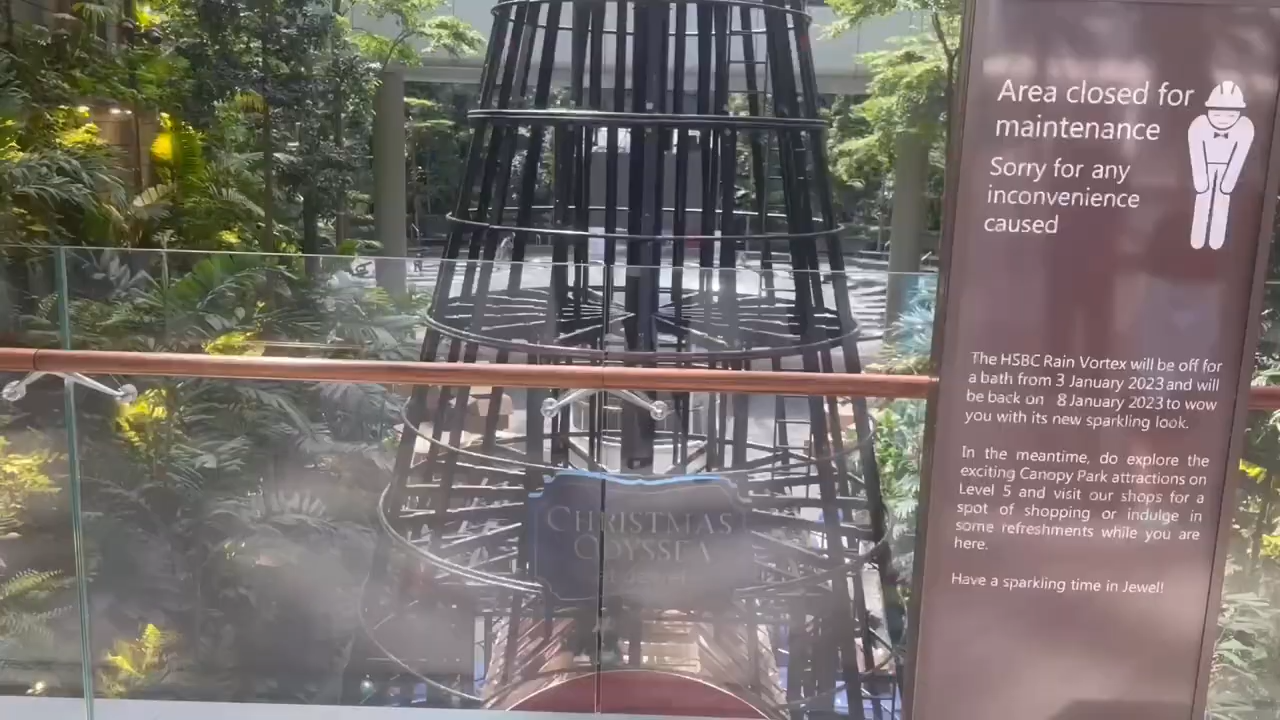 Area closed for
maintenance
Sorry for any
inconvenience
caused
The HSBC Rain Vortex will be off for
a bath from 3 January 2023 and will
be back on 8 January 2023 to wow
you with its new sparkling look.
In the meantime, do explore the
exciting Canopy Park attractions on
Level 5 and visit our shops for a
spot of shopping or indulge in
some refreshments while you are
here.
Have a sparkling time in Jewel!
CHRISTMAS
ODYSSEA